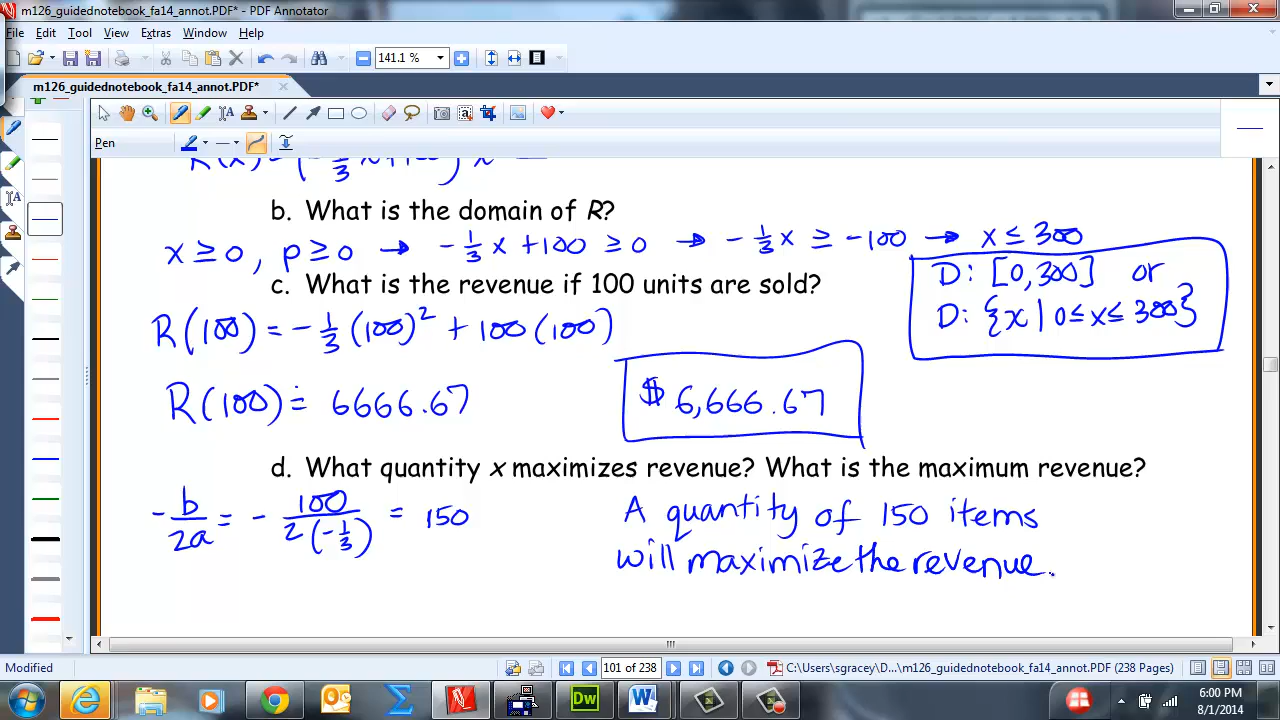 m126_guidednotebook_fa14_annot.PDF* - PDF Annotator
File Edit Tool View Extras Window Help
141.1 %
m126_guidednotebook_fa14_annot.PDF*
Pen
b. What is the domain of R?
x ≥ 0, p ≥ 0 → -1/3 x + 100 ≥ 0 → -1/3 x ≥ -100 → x ≤ 300
D: [0,300] or
D: {x | 0 ≤ x ≤ 300}
c. What is the revenue if 100 units are sold?
R(100) = -1/3 (100)² + 100 (100)
R(100) ≐ 6666.67
$ 6,666.67
d. What quantity x maximizes revenue? What is the maximum revenue?
-b/2a = - 100/2(-1/3) = 150
A quantity of 150 items
will maximize the revenue.
Modified
101 of 238
C:\Users\sgracey\D...\m126_guidednotebook_fa14_annot.PDF (238 Pages)
Dw
6:00 PM
8/1/2014